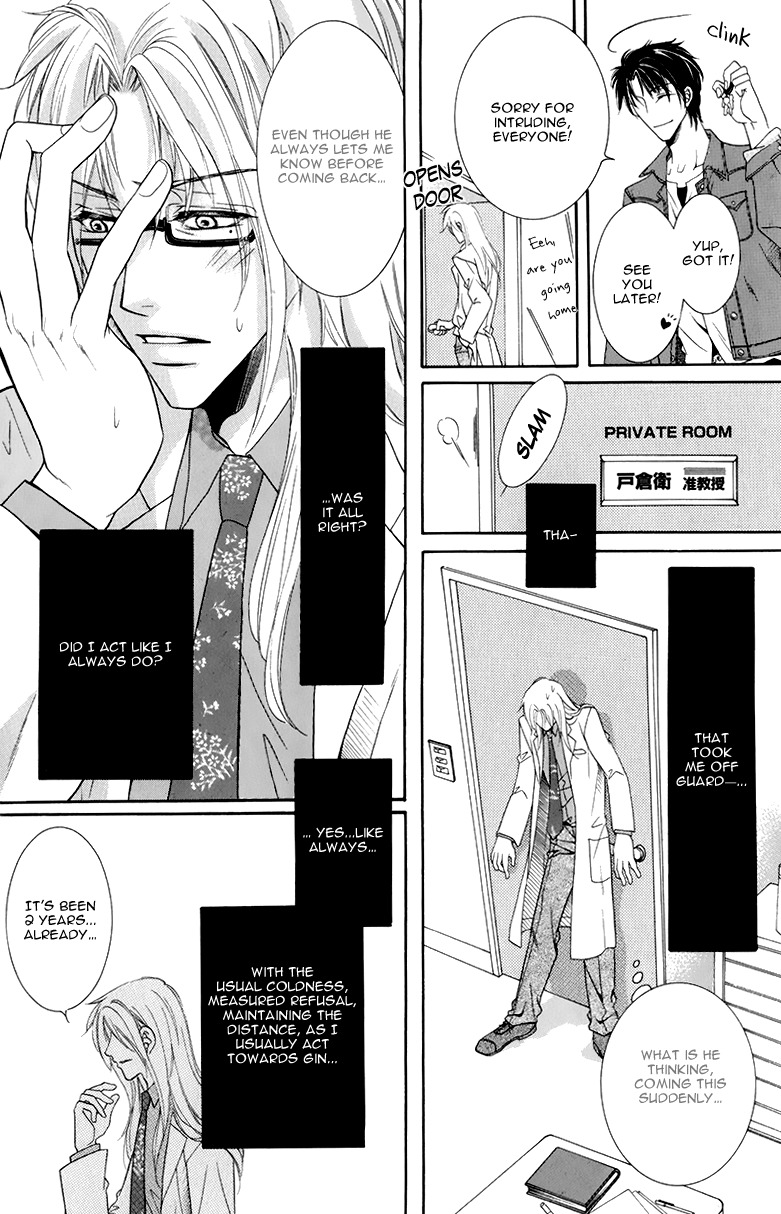 clink
YUP,
GOT IT!
SEE
YOU
LATER!
SORRY FOR
INTRUDING,
EVERYONE!
OPENS
DOOR
Eeh,
are you
going
home
SLAM
PRIVATE ROOM
戸倉衛 准教授
THA-
THAT
TOOK
ME OFF
GUARD—...
WHAT IS HE
THINKING,
COMING THIS
SUDDENLY...
EVEN THOUGH HE
ALWAYS LETS ME
KNOW BEFORE
COMING BACK...
...WAS
IT ALL
RIGHT?
DID I ACT LIKE I
ALWAYS DO?
... YES...LIKE
ALWAYS...
WITH THE
USUAL COLDNESS,
MEASURED REFUSAL,
MAINTAINING THE
DISTANCE, AS I
USUALLY ACT
TOWARDS GIN...
IT'S BEEN
2 YEARS...
ALREADY...